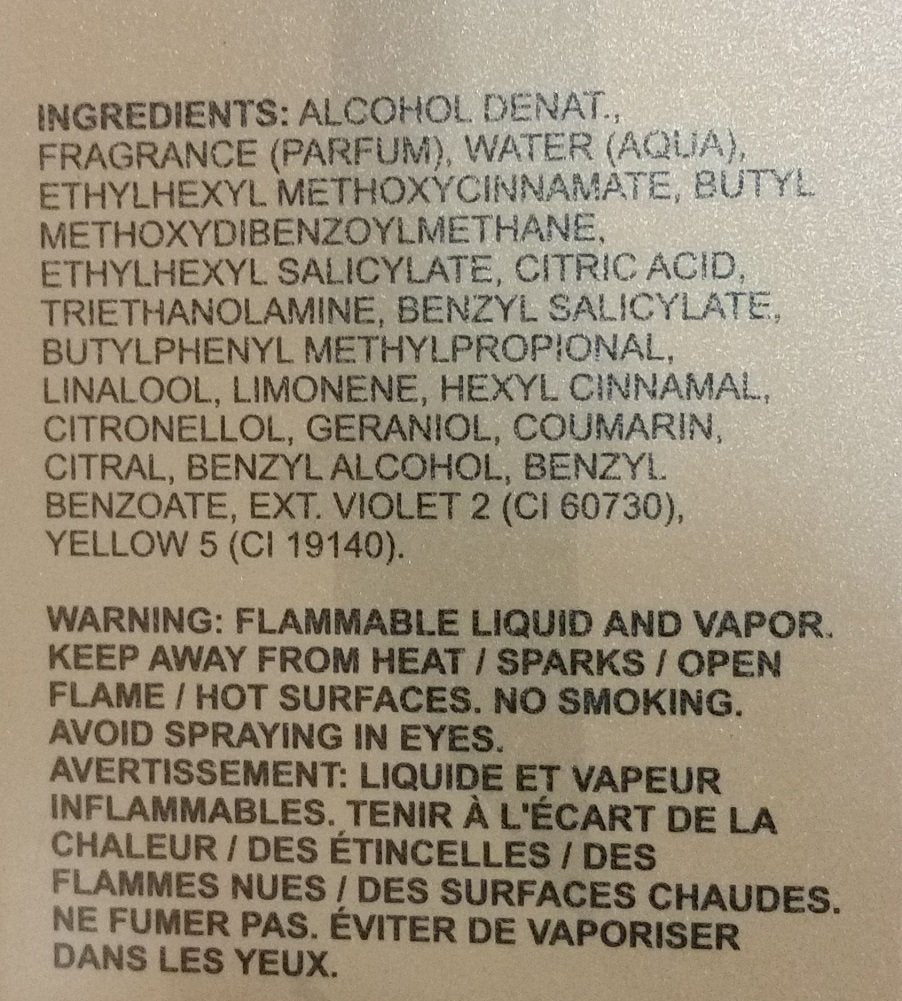 INGREDIENTS: ALCOHOL DENAT.,
FRAGRANCE (PARFUM), WATER (AQUA),
ETHYLHEXYL METHOXYCINNAMATE, BUTYL
METHOXYDIBENZOYLMETHANE,
ETHYLHEXYL SALICYLATE, CITRIC ACID,
TRIETHANOLAMINE, BENZYL SALICYLATE,
BUTYLPHENYL METHYLPROPIONAL,
LINALOOL, LIMONENE, HEXYL CINNAMAL,
CITRONELLOL, GERANIOL, COUMARIN,
CITRAL, BENZYL ALCOHOL, BENZYL
BENZOATE, EXT. VIOLET 2 (CI 60730),
YELLOW 5 (CI 19140).
WARNING: FLAMMABLE LIQUID AND VAPOR.
KEEP AWAY FROM HEAT / SPARKS / OPEN
FLAME / HOT SURFACES. NO SMOKING.
AVOID SPRAYING IN EYES.
AVERTISSEMENT: LIQUIDE ET VAPEUR
INFLAMMABLES. TENIR À L'ÉCART DE LA
CHALEUR / DES ÉTINCELLES / DES
FLAMMES NUES / DES SURFACES CHAUDES.
NE FUMER PAS. ÉVITER DE VAPORISER
DANS LES YEUX.